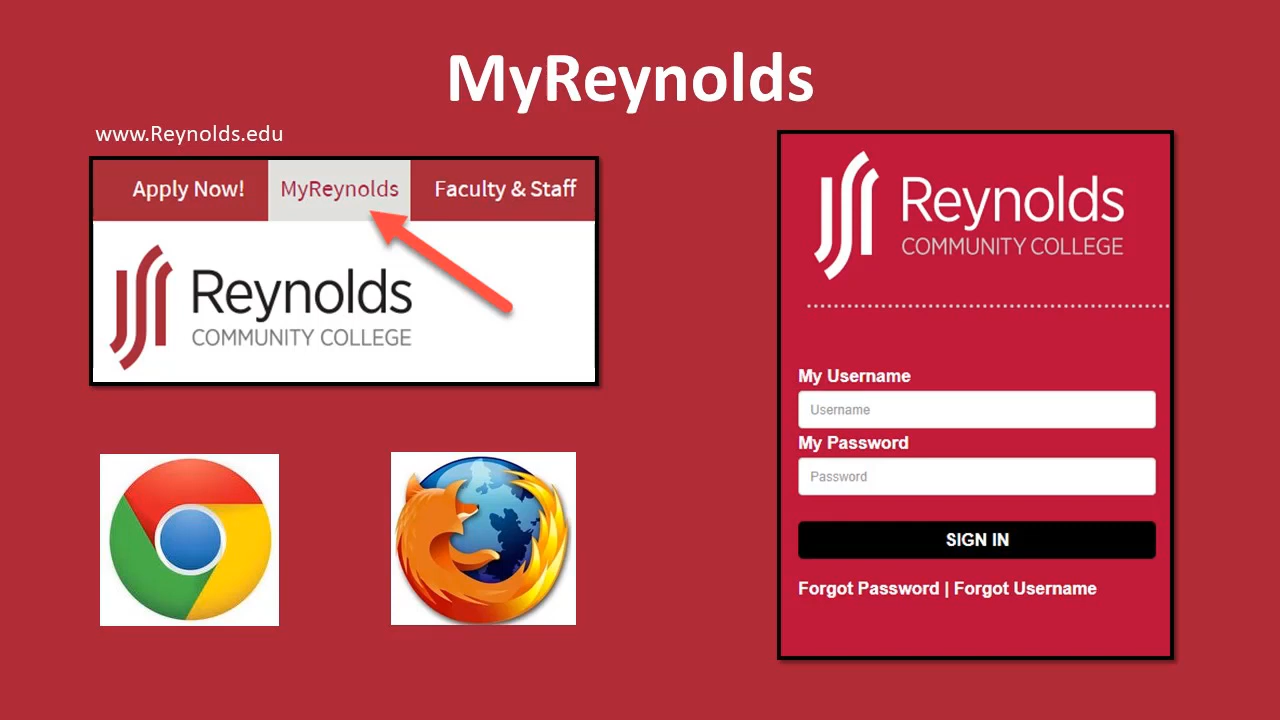 MyReynolds
www.Reynolds.edu
Apply Now! MyReynolds Faculty & Staff
Reynolds
COMMUNITY COLLEGE
Reynolds
COMMUNITY COLLEGE
My Username
Username
My Password
Password
SIGN IN
Forgot Password | Forgot Username